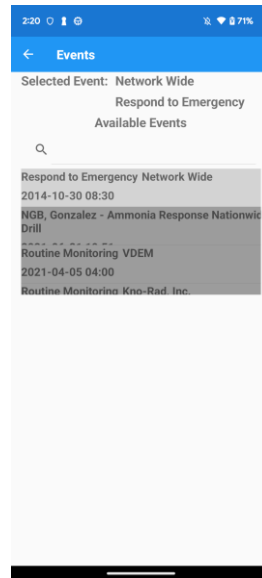 2:20 71%
Events
Selected Event: Network Wide
Respond to Emergency
Available Events
Respond to Emergency Network Wide
2014-10-30 08:30
NGB, Gonzalez - Ammonia Response Nationwid
Drill
Routine Monitoring VDEM
2021-04-05 04:00
Routine Monitoring Kno-Rad, Inc.